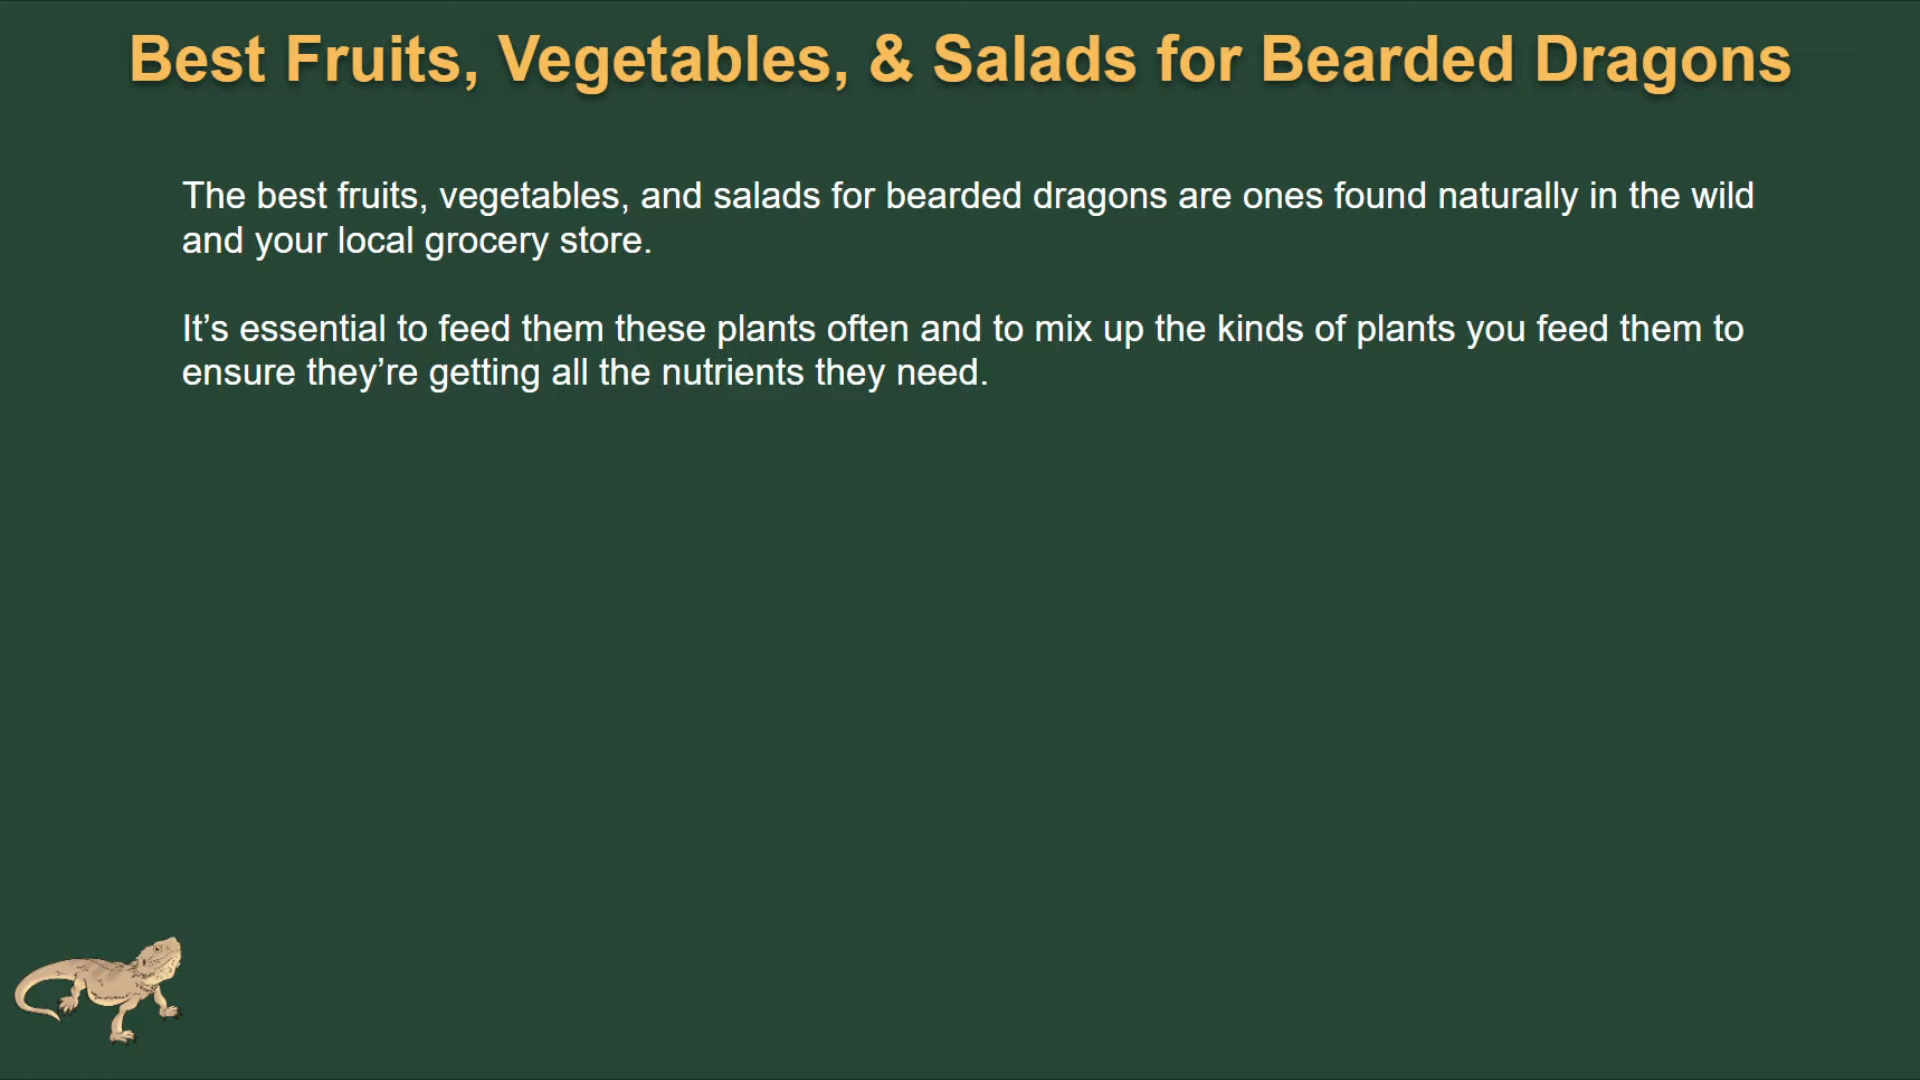 Best Fruits, Vegetables, & Salads for Bearded Dragons
The best fruits, vegetables, and salads for bearded dragons are ones found naturally in the wild
and your local grocery store.
It’s essential to feed them these plants often and to mix up the kinds of plants you feed them to
ensure they’re getting all the nutrients they need.